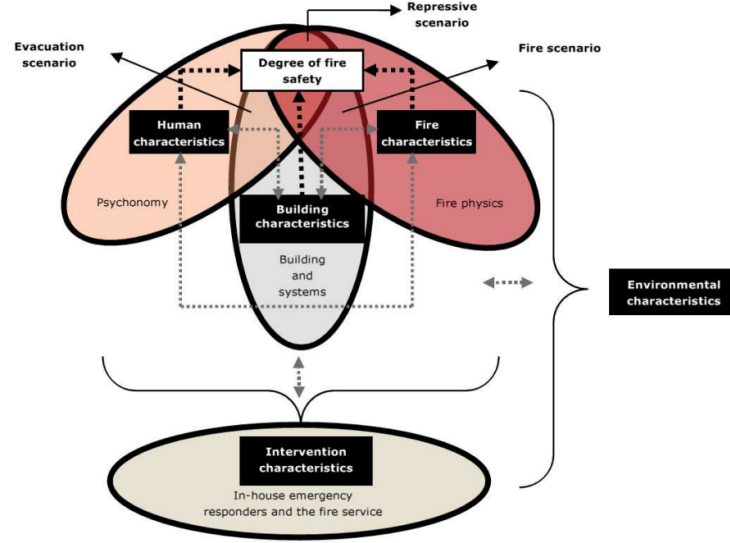 Repressive
scenario
Evacuation
scenario
Fire scenario
Degree of fire
safety
Human
characteristics
Fire
characteristics
Psychonomy
Building
characteristics
Fire physics
Building
and
systems
Environmental
characteristics
Intervention
characteristics
In-house emergency
responders and the fire service